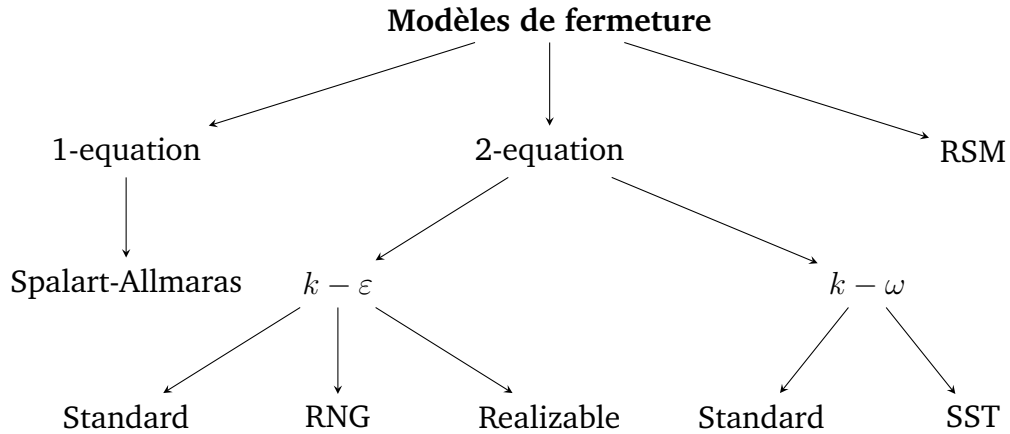 Modèles de fermeture
1-equation 2-equation RSM
Spalart-Allmaras k − ε k − ω
Standard RNG Realizable Standard SST